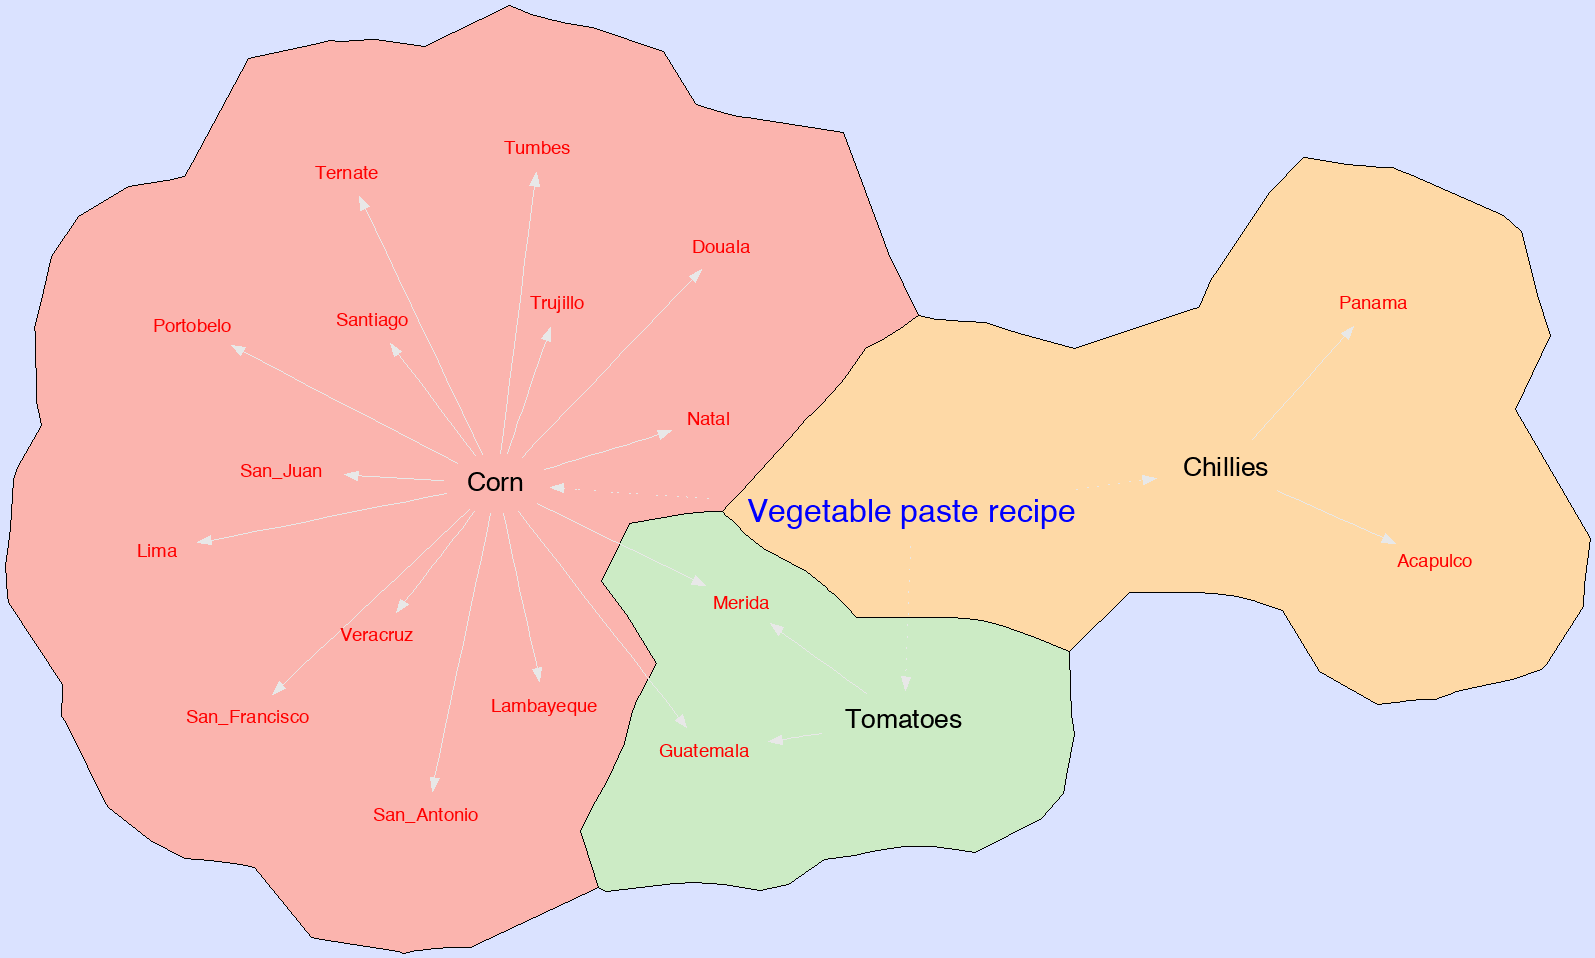 Tumbes
Ternate
Douala
Trujillo
Panama
Santiago
Portobelo
Natal
San_Juan
Corn
Chillies
Vegetable paste recipe
Lima
Acapulco
Merida
Veracruz
Lambayeque
San_Francisco
Tomatoes
Guatemala
San_Antonio